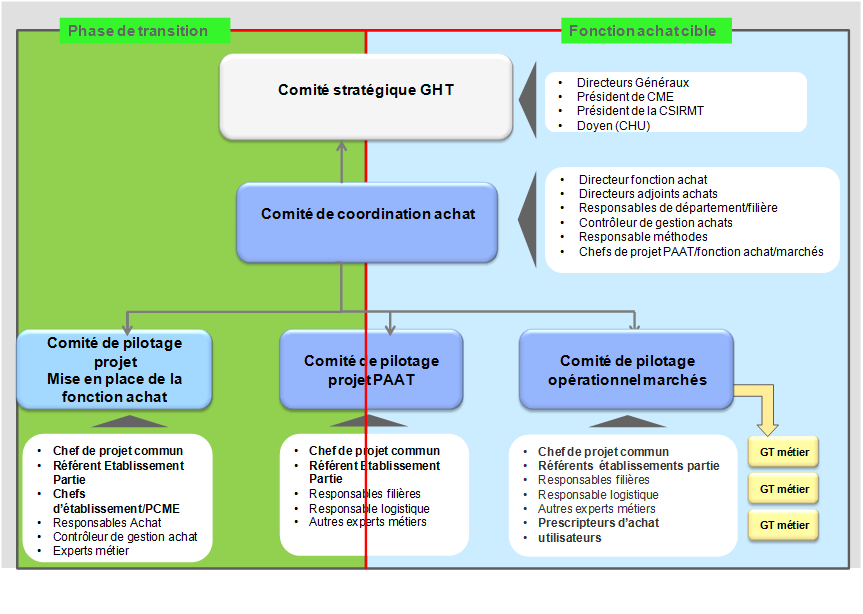 Phase de transition
Fonction achat cible
Comité stratégique GHT
• Directeurs Généraux
• Président de CME
• Président de la CSIRMT
• Doyen (CHU)
Comité de coordination achat
• Directeur fonction achat
• Directeurs adjoints achats
• Responsables de département/filière
• Contrôleur de gestion achats
• Responsable méthodes
• Chefs de projet PAAT/fonction achat/marchés
Comité de pilotage
projet
Mise en place de la
fonction achat
Comité de pilotage
projet PAAT
Comité de pilotage
opérationnel marchés
• Chef de projet commun
• Référent Etablissement
Partie
• Chefs
d'établissement/PCME
• Responsables Achat
• Contrôleur de gestion achat
• Experts métier
• Chef de projet commun
• Référent Etablissement
Partie
• Responsables filières
• Responsable logistique
• Autres experts métiers
• Chef de projet commun
• Référents établissements partie
• Responsables filières
• Responsable logistique
• Autres experts métiers
• Prescripteurs d'achat
• utilisateurs
GT métier
GT métier
GT métier